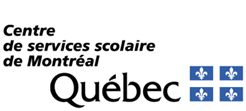 Centre
de services scolaire
de Montréal
Québec